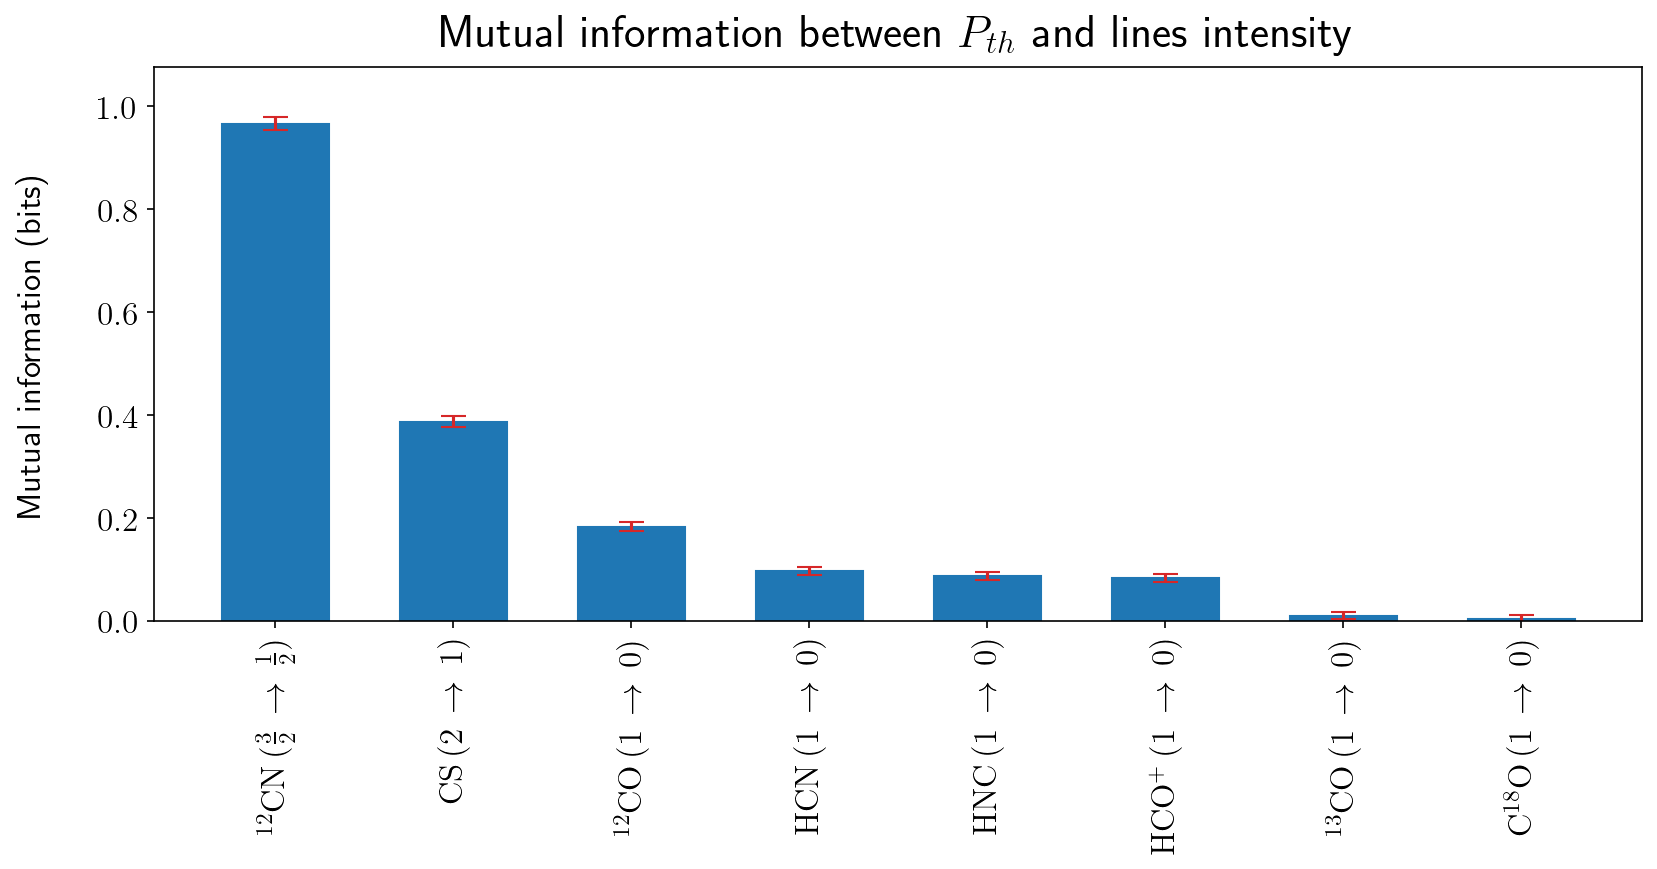 Mutual information between P_th and lines intensity
Mutual information (bits)
1.0
0.8
0.6
0.4
0.2
0.0
¹²CN (3/2 → 1/2)
CS (2 → 1)
¹²CO (1 → 0)
HCN (1 → 0)
HNC (1 → 0)
HCO⁺ (1 → 0)
¹³CO (1 → 0)
C¹⁸O (1 → 0)